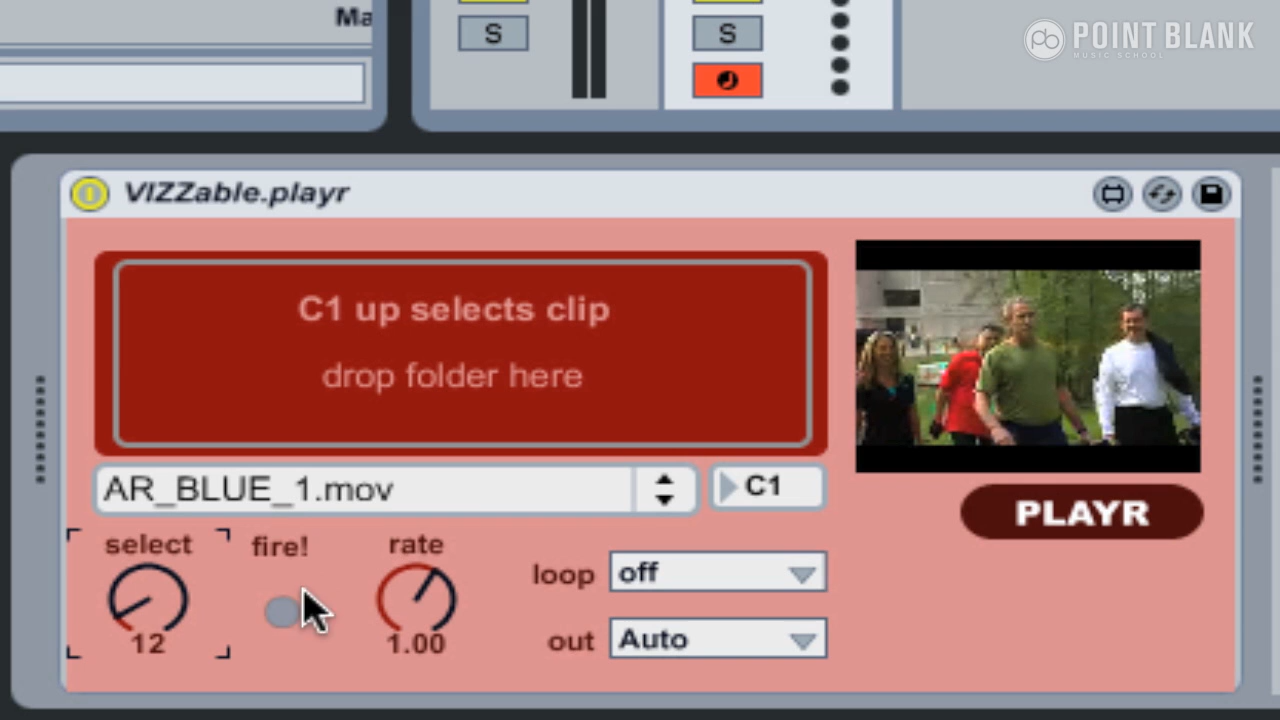 Ma
S
S
POINT BLANK
MUSIC SCHOOL
VIZZable.playr
C1 up selects clip
drop folder here
AR_BLUE_1.mov
C1
PLAYR
select
fire!
rate
loop
off
12
1.00
out
Auto